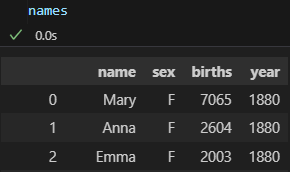 names
0.0s
name sex births year
0 Mary F 7065 1880
1 Anna F 2604 1880
2 Emma F 2003 1880